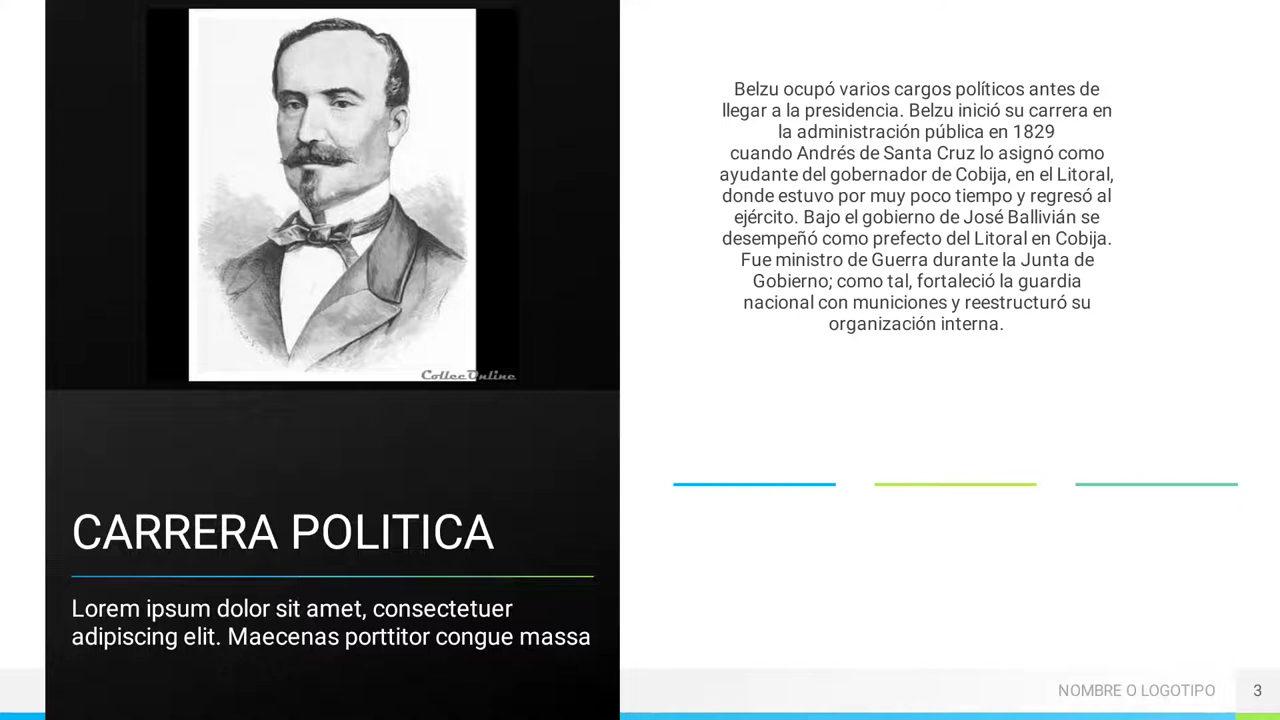 ColleeOnline
CARRERA POLITICA
Lorem ipsum dolor sit amet, consectetuer
adipiscing elit. Maecenas porttitor congue massa
Belzu ocupó varios cargos políticos antes de
llegar a la presidencia. Belzu inició su carrera en
la administración pública en 1829
cuando Andrés de Santa Cruz lo asignó como
ayudante del gobernador de Cobija, en el Litoral,
donde estuvo por muy poco tiempo y regresó al
ejército. Bajo el gobierno de José Ballivián se
desempeñó como prefecto del Litoral en Cobija.
Fue ministro de Guerra durante la Junta de
Gobierno; como tal, fortaleció la guardia
nacional con municiones y reestructuró su
organización interna.
NOMBRE O LOGOTIPO
3